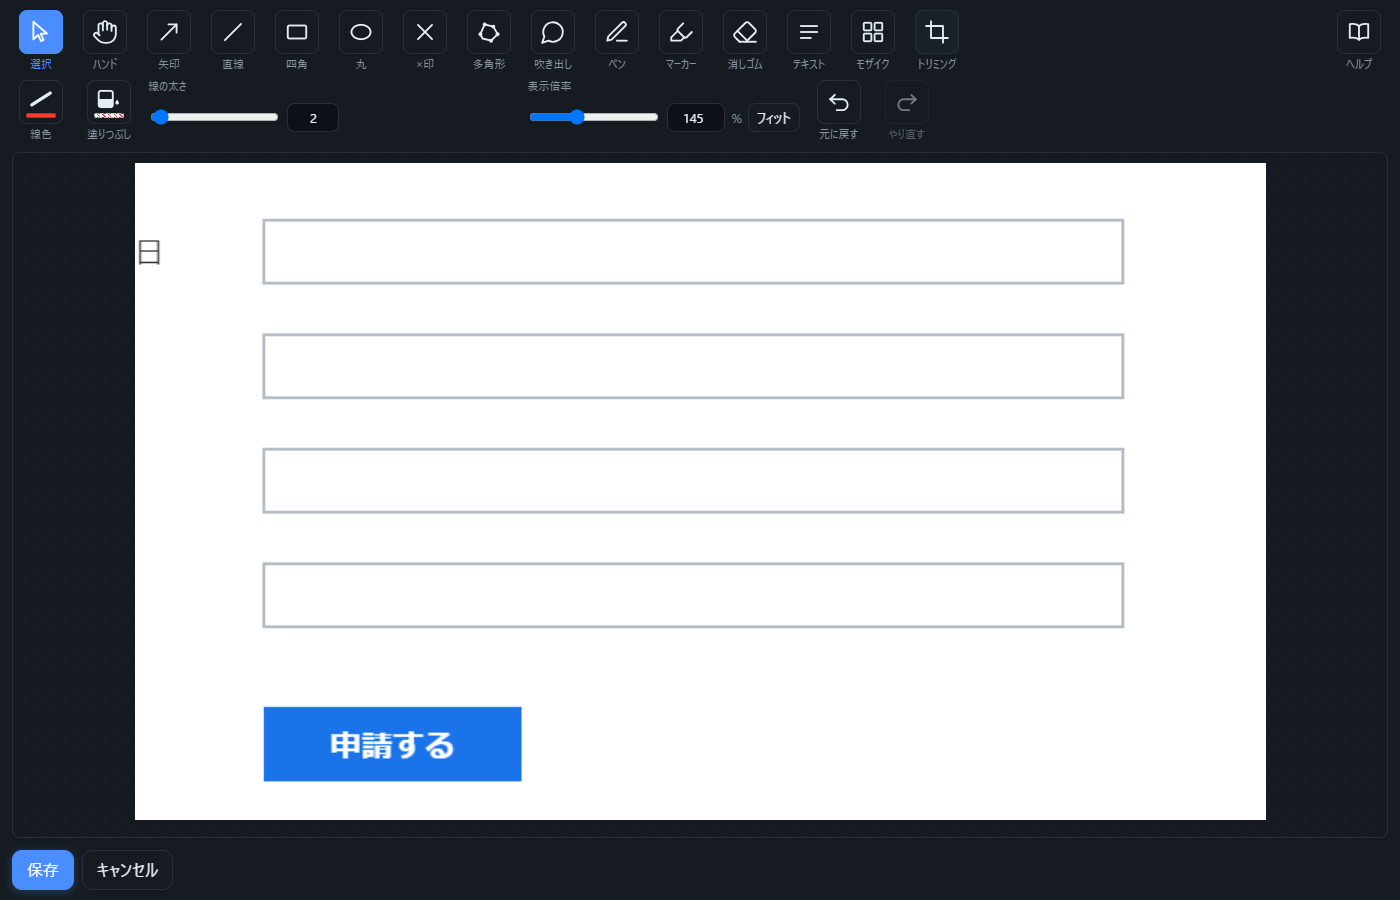 選択 ハンド 矢印 直線 四角 丸 ×印 多角形 吹き出し ペン マーカー 消しゴム テキスト モザイク トリミング ヘルプ
線の太さ 表示倍率
2 145 % フィット
線色 塗りつぶし 元に戻す やり直す
日
申請する
保存 キャンセル